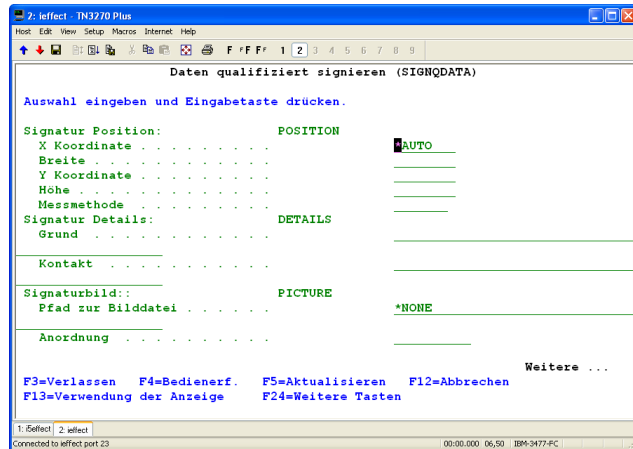 2: ieffect - TN3270 Plus
Host Edit View Setup Macros Internet Help
F FF FF 1 2 3 4 5 6 7 8 9
Daten qualifiziert signieren (SIGNQDATA)
Auswahl eingeben und Eingabetaste drücken.
Signatur Position: POSITION
X Koordinate . . . . . . . . . *AUTO
Breite . . . . . . . . . . . .
Y Koordinate . . . . . . . . .
Höhe . . . . . . . . . . . . .
Messmethode . . . . . . . . .
Signatur Details: DETAILS
Grund . . . . . . . . . . . .
Kontakt . . . . . . . . . . .
Signaturbild:: PICTURE
Pfad zur Bilddatei . . . . . . *NONE
Anordnung . . . . . . . . . .
Weitere ...
F3=Verlassen F4=Bedienerf. F5=Aktualisieren F12=Abbrechen
F13=Verwendung der Anzeige F24=Weitere Tasten
1: i5effect 2: ieffect
Connected to ieffect port 23 00:00.000 06,50 IBM-3477-FC